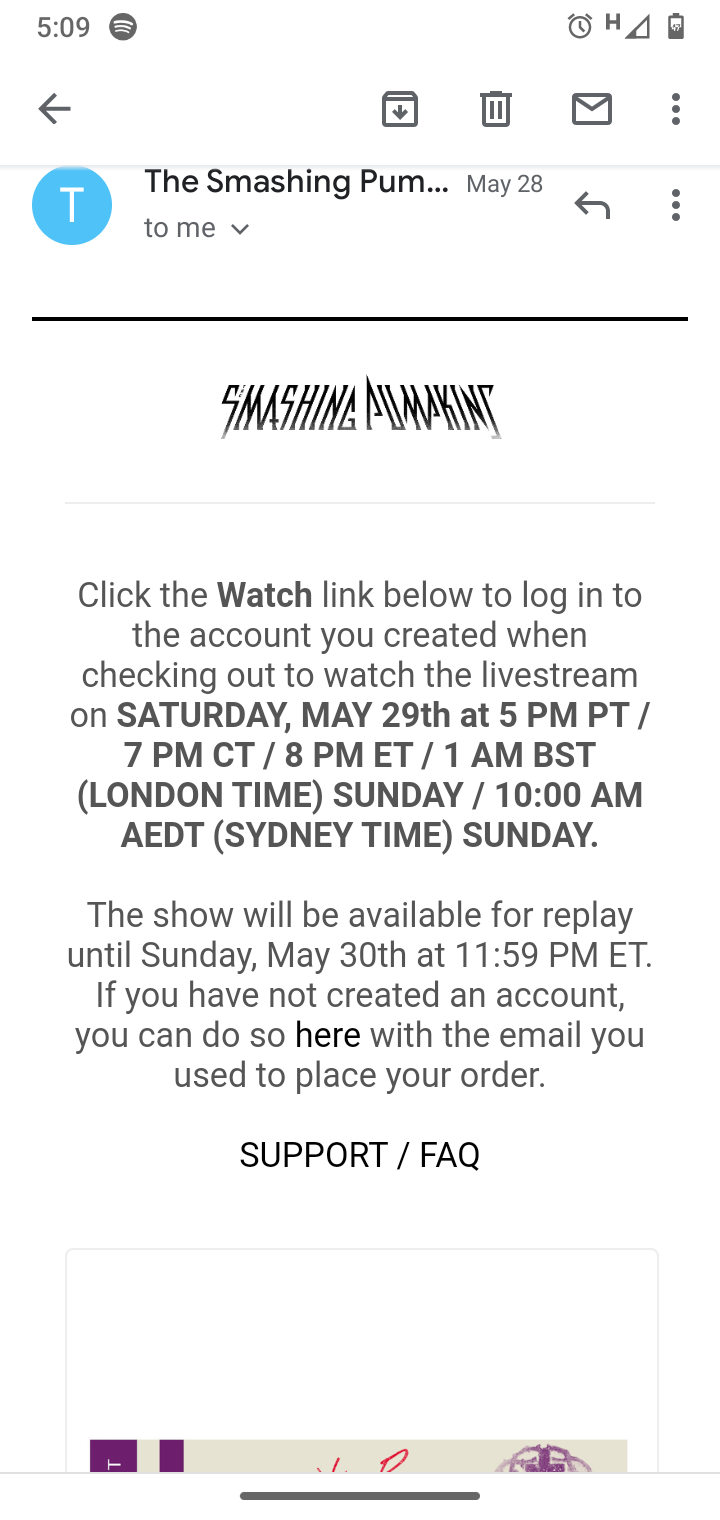 5:09
H
T
The Smashing Pum... May 28
to me
SMASHING PUMPKINS
Click the Watch link below to log in to
the account you created when
checking out to watch the livestream
on SATURDAY, MAY 29th at 5 PM PT /
7 PM CT / 8 PM ET / 1 AM BST
(LONDON TIME) SUNDAY / 10:00 AM
AEDT (SYDNEY TIME) SUNDAY.
The show will be available for replay
until Sunday, May 30th at 11:59 PM ET.
If you have not created an account,
you can do so here with the email you
used to place your order.
SUPPORT / FAQ